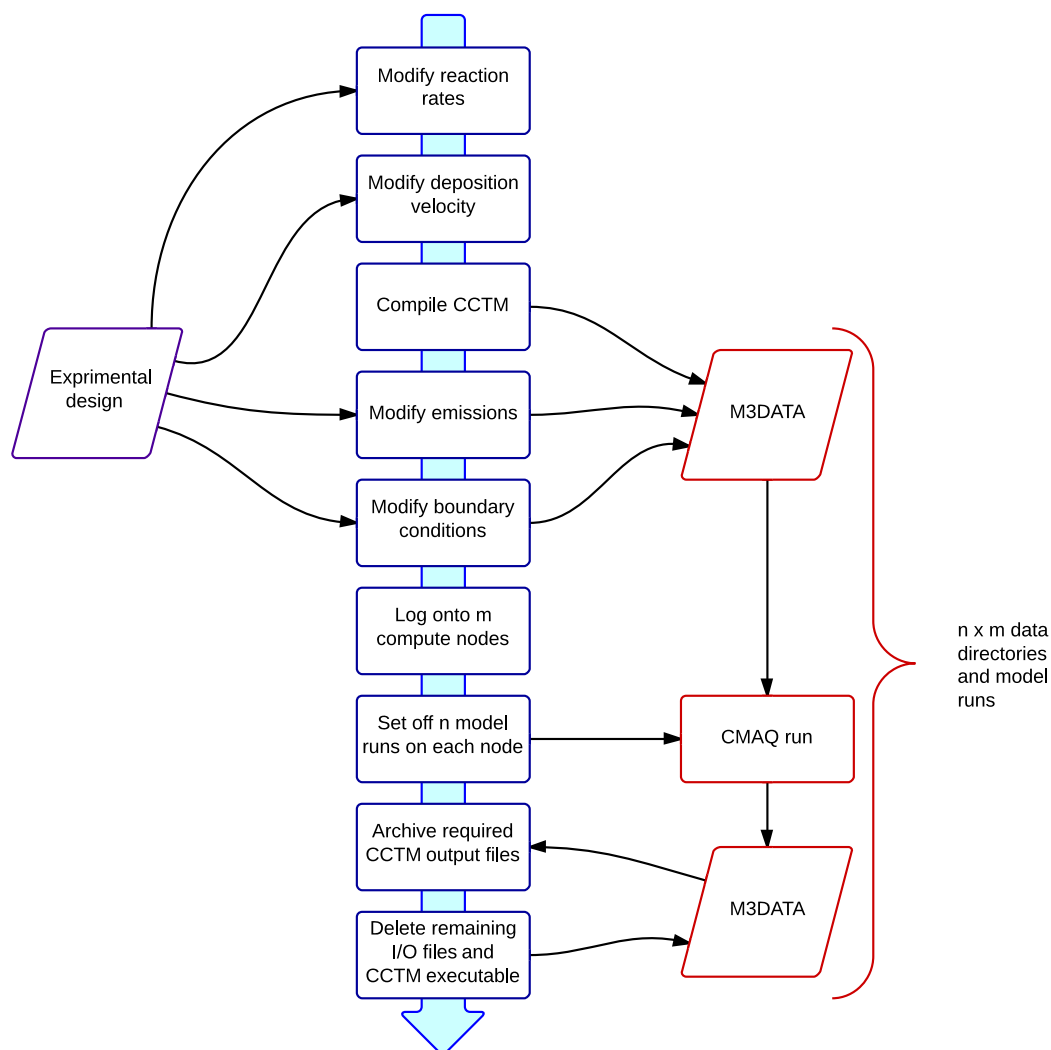 Modify reaction
rates
Modify deposition
velocity
Compile CCTM
Exprimental
design
Modify emissions
M3DATA
Modify boundary
conditions
Log onto m
compute nodes
n x m data
directories
and model
runs
Set off n model
runs on each node
CMAQ run
Archive required
CCTM output files
M3DATA
Delete remaining
I/O files and
CCTM executable